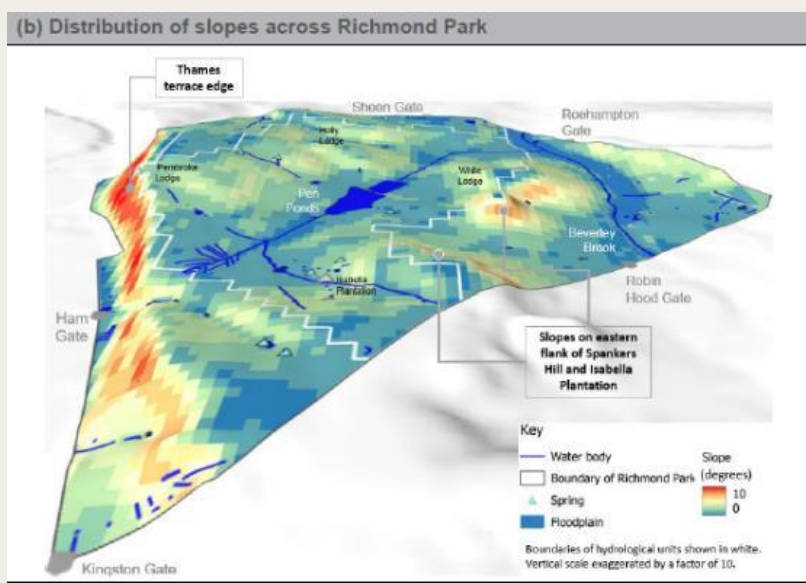 (b) Distribution of slopes across Richmond Park
Thames
terrace edge
Sheen Gate
Roehampton
Gate
Holly
Lodge
Pembroke
Lodge
White
Lodge
Pen
Ponds
Beverley
Brook
Isabella
Plantation
Robin
Hood Gate
Ham
Gate
Slopes on eastern
flank of Spankers
Hill and Isabella
Plantation
Key
Water body
Boundary of Richmond Park
Spring
Floodplain
Slope
(degrees)
10
0
Boundaries of hydrological units shown in white.
Vertical scale exaggerated by a factor of 10.
Kingston Gate